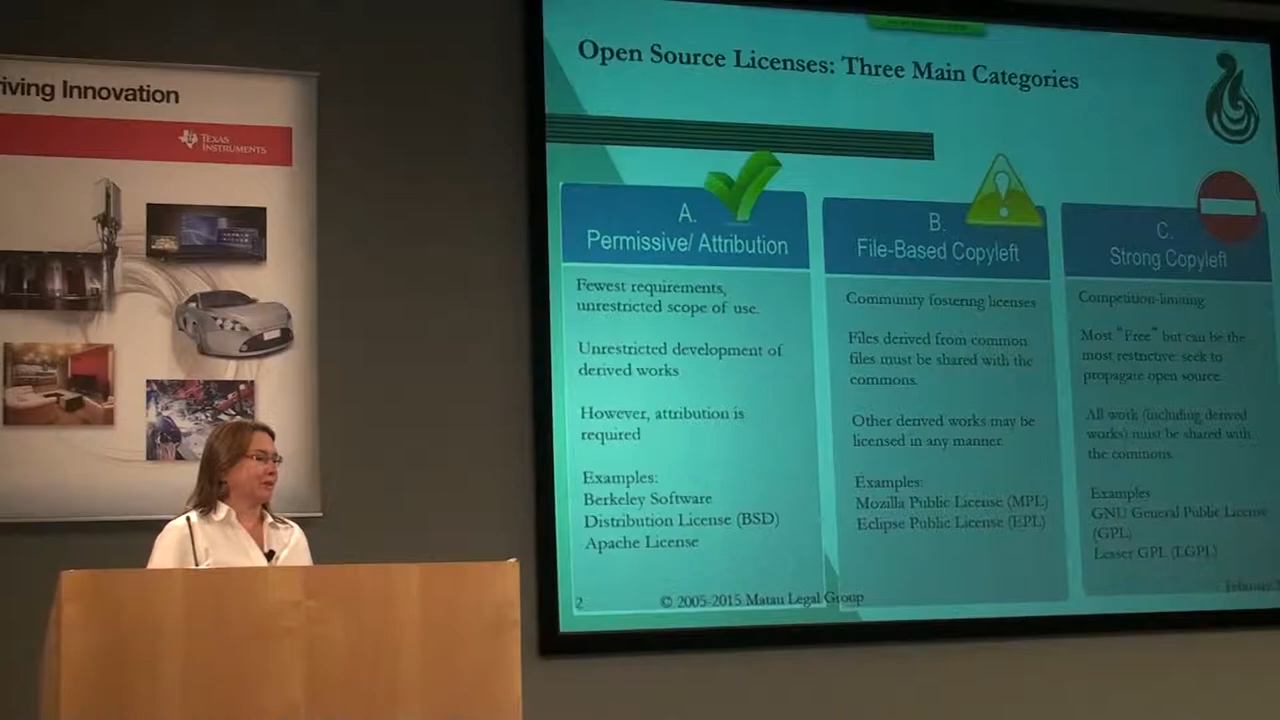 iving Innovation
TEXAS
INSTRUMENTS
Open Source Licenses: Three Main Categories
A.
Permissive/ Attribution
Fewest requirements,
unrestricted scope of use.
Unrestricted development of
derived works
However, attribution is
required
Examples:
Berkeley Software
Distribution License (BSD)
Apache License
B.
File-Based Copyleft
Community fostering licenses
Files derived from common
files must be shared with the
commons.
Other derived works may be
licensed in any manner.
Examples:
Mozilla Public License (MPL)
Eclipse Public License (EPL)
C.
Strong Copyleft
Competition-limiting
Most "Free" but can be the
most restrictive: seek to
propagate open source.
All work (including derived
works) must be shared with
the commons.
Examples
GNU General Public License
(GPL)
Lesser GPL (LGPL)
2
© 2005-2015 Matau Legal Group
February